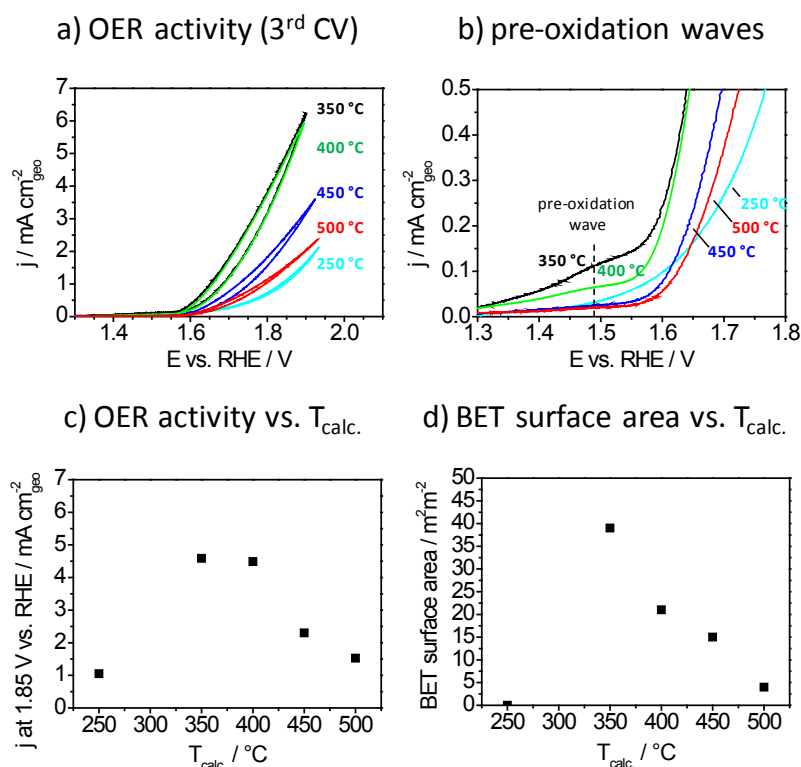 a) OER activity (3rd CV)
b) pre-oxidation waves
7
6
5
4
3
2
1
0
j / mA cm-2geo
350 °C
400 °C
450 °C
500 °C
250 °C
1.4 1.6 1.8 2.0
E vs. RHE / V
0.5
0.4
0.3
0.2
0.1
0.0
j / mA cm-2geo
pre-oxidation
wave
350 °C
400 °C
250 °C
500 °C
450 °C
1.3 1.4 1.5 1.6 1.7 1.8
E vs. RHE / V
c) OER activity vs. Tcalc.
d) BET surface area vs. Tcalc.
7
6
5
4
3
2
1
0
j at 1.85 V vs. RHE / mA cm-2geo
250 300 350 400 450 500
Tcalc. / °C
50
45
40
35
30
25
20
15
10
5
0
BET surface area / m2m-2
250 300 350 400 450 500
Tcalc. / °C